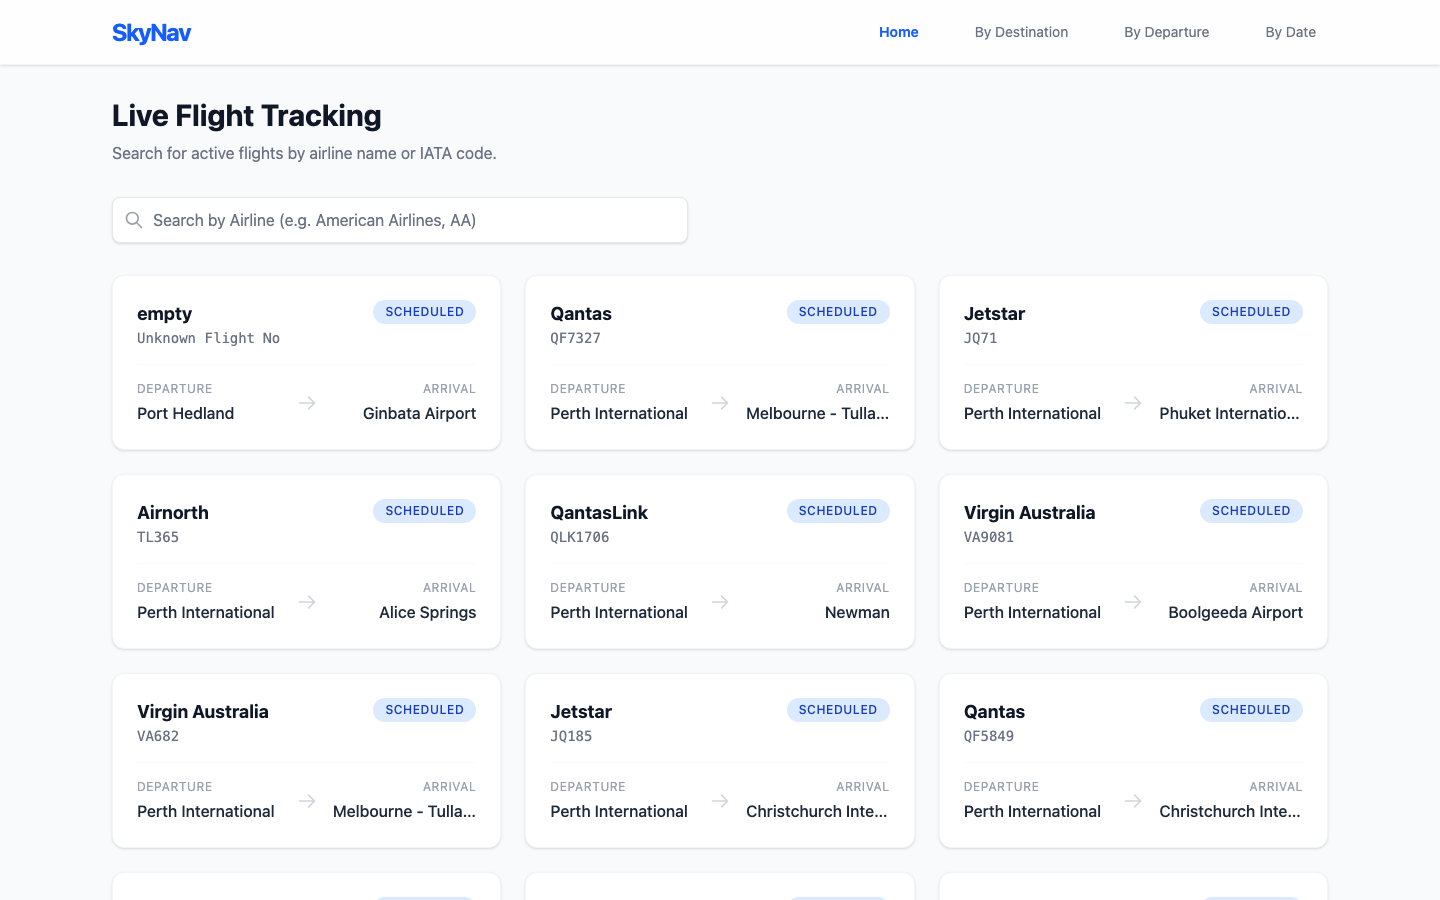 SkyNav
Home
By Destination
By Departure
By Date
Live Flight Tracking
Search for active flights by airline name or IATA code.
Search by Airline (e.g. American Airlines, AA)
empty
SCHEDULED
Unknown Flight No
DEPARTURE
ARRIVAL
Port Hedland
Ginbata Airport
Qantas
SCHEDULED
QF7327
DEPARTURE
ARRIVAL
Perth International
Melbourne - Tulla...
Jetstar
SCHEDULED
JQ71
DEPARTURE
ARRIVAL
Perth International
Phuket Internatio...
Airnorth
SCHEDULED
TL365
DEPARTURE
ARRIVAL
Perth International
Alice Springs
QantasLink
SCHEDULED
QLK1706
DEPARTURE
ARRIVAL
Perth International
Newman
Virgin Australia
SCHEDULED
VA9081
DEPARTURE
ARRIVAL
Perth International
Boolgeeda Airport
Virgin Australia
SCHEDULED
VA682
DEPARTURE
ARRIVAL
Perth International
Melbourne - Tulla...
Jetstar
SCHEDULED
JQ185
DEPARTURE
ARRIVAL
Perth International
Christchurch Inte...
Qantas
SCHEDULED
QF5849
DEPARTURE
ARRIVAL
Perth International
Christchurch Inte...